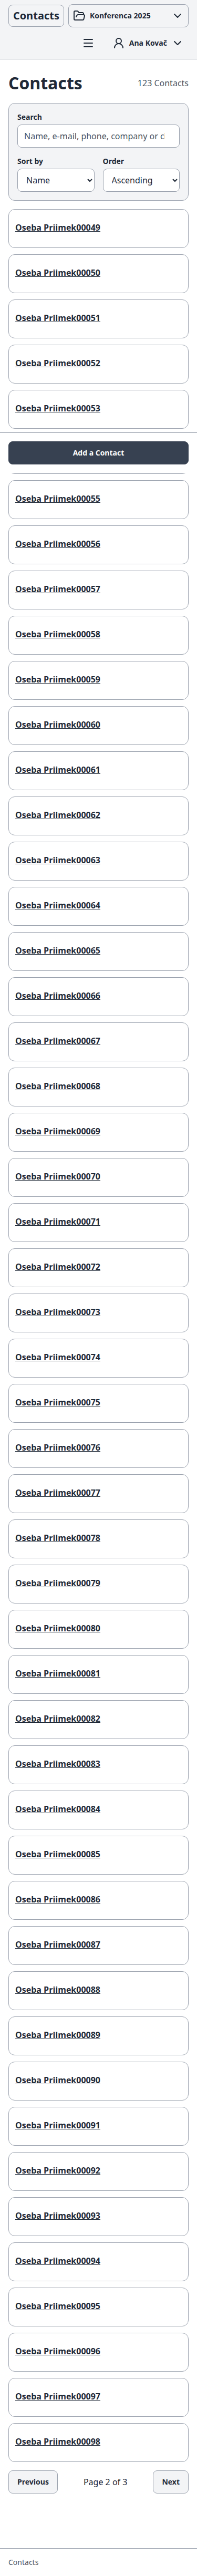 Contacts
Konferenca 2025
Ana Kovač
Contacts
123 Contacts
Search
Name, e-mail, phone, company or c
Sort by
Order
Name
Ascending
Oseba Priimek00049
Oseba Priimek00050
Oseba Priimek00051
Oseba Priimek00052
Oseba Priimek00053
Add a Contact
Oseba Priimek00055
Oseba Priimek00056
Oseba Priimek00057
Oseba Priimek00058
Oseba Priimek00059
Oseba Priimek00060
Oseba Priimek00061
Oseba Priimek00062
Oseba Priimek00063
Oseba Priimek00064
Oseba Priimek00065
Oseba Priimek00066
Oseba Priimek00067
Oseba Priimek00068
Oseba Priimek00069
Oseba Priimek00070
Oseba Priimek00071
Oseba Priimek00072
Oseba Priimek00073
Oseba Priimek00074
Oseba Priimek00075
Oseba Priimek00076
Oseba Priimek00077
Oseba Priimek00078
Oseba Priimek00079
Oseba Priimek00080
Oseba Priimek00081
Oseba Priimek00082
Oseba Priimek00083
Oseba Priimek00084
Oseba Priimek00085
Oseba Priimek00086
Oseba Priimek00087
Oseba Priimek00088
Oseba Priimek00089
Oseba Priimek00090
Oseba Priimek00091
Oseba Priimek00092
Oseba Priimek00093
Oseba Priimek00094
Oseba Priimek00095
Oseba Priimek00096
Oseba Priimek00097
Oseba Priimek00098
Previous
Page 2 of 3
Next
Contacts